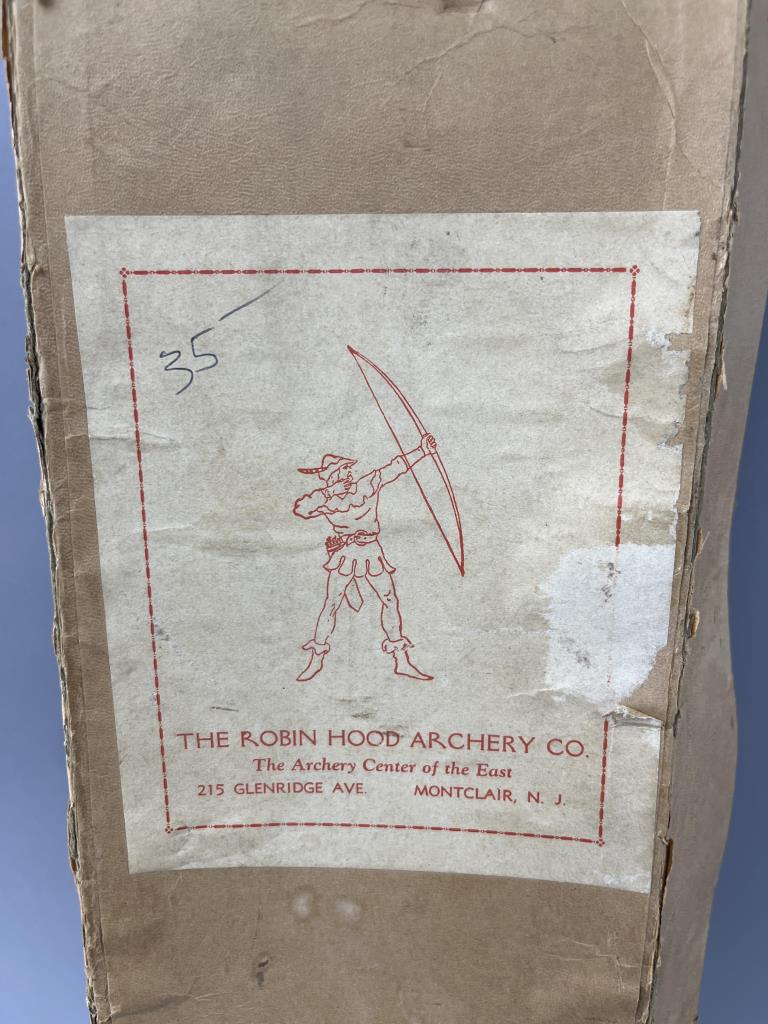 35
THE ROBIN HOOD ARCHERY CO.
The Archery Center of the East
215 GLENRIDGE AVE. MONTCLAIR, N. J.